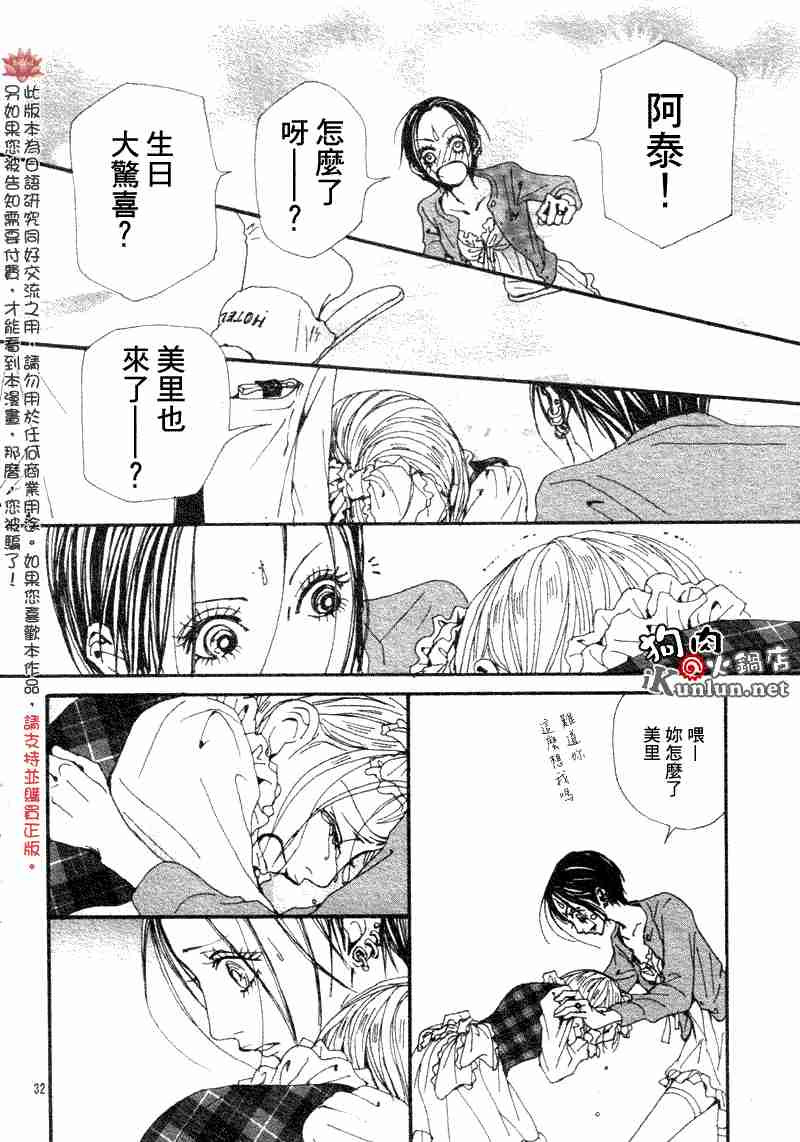 阿泰！
怎麼了
呀——？
生日
大驚喜？
HOTEL
美里也
來了——？
狗肉
火鍋店
iKunlun.net
喂—
妳怎麼了
美里
難道妳
這麼想我嗎
32
此版本為日語研究同好交流之用。請勿用於任何商業用途。如果您喜歡本作品，請支持並購買正版。
另如果您被告知需要付費，才能看到本漫畫，那麼，您被騙了！